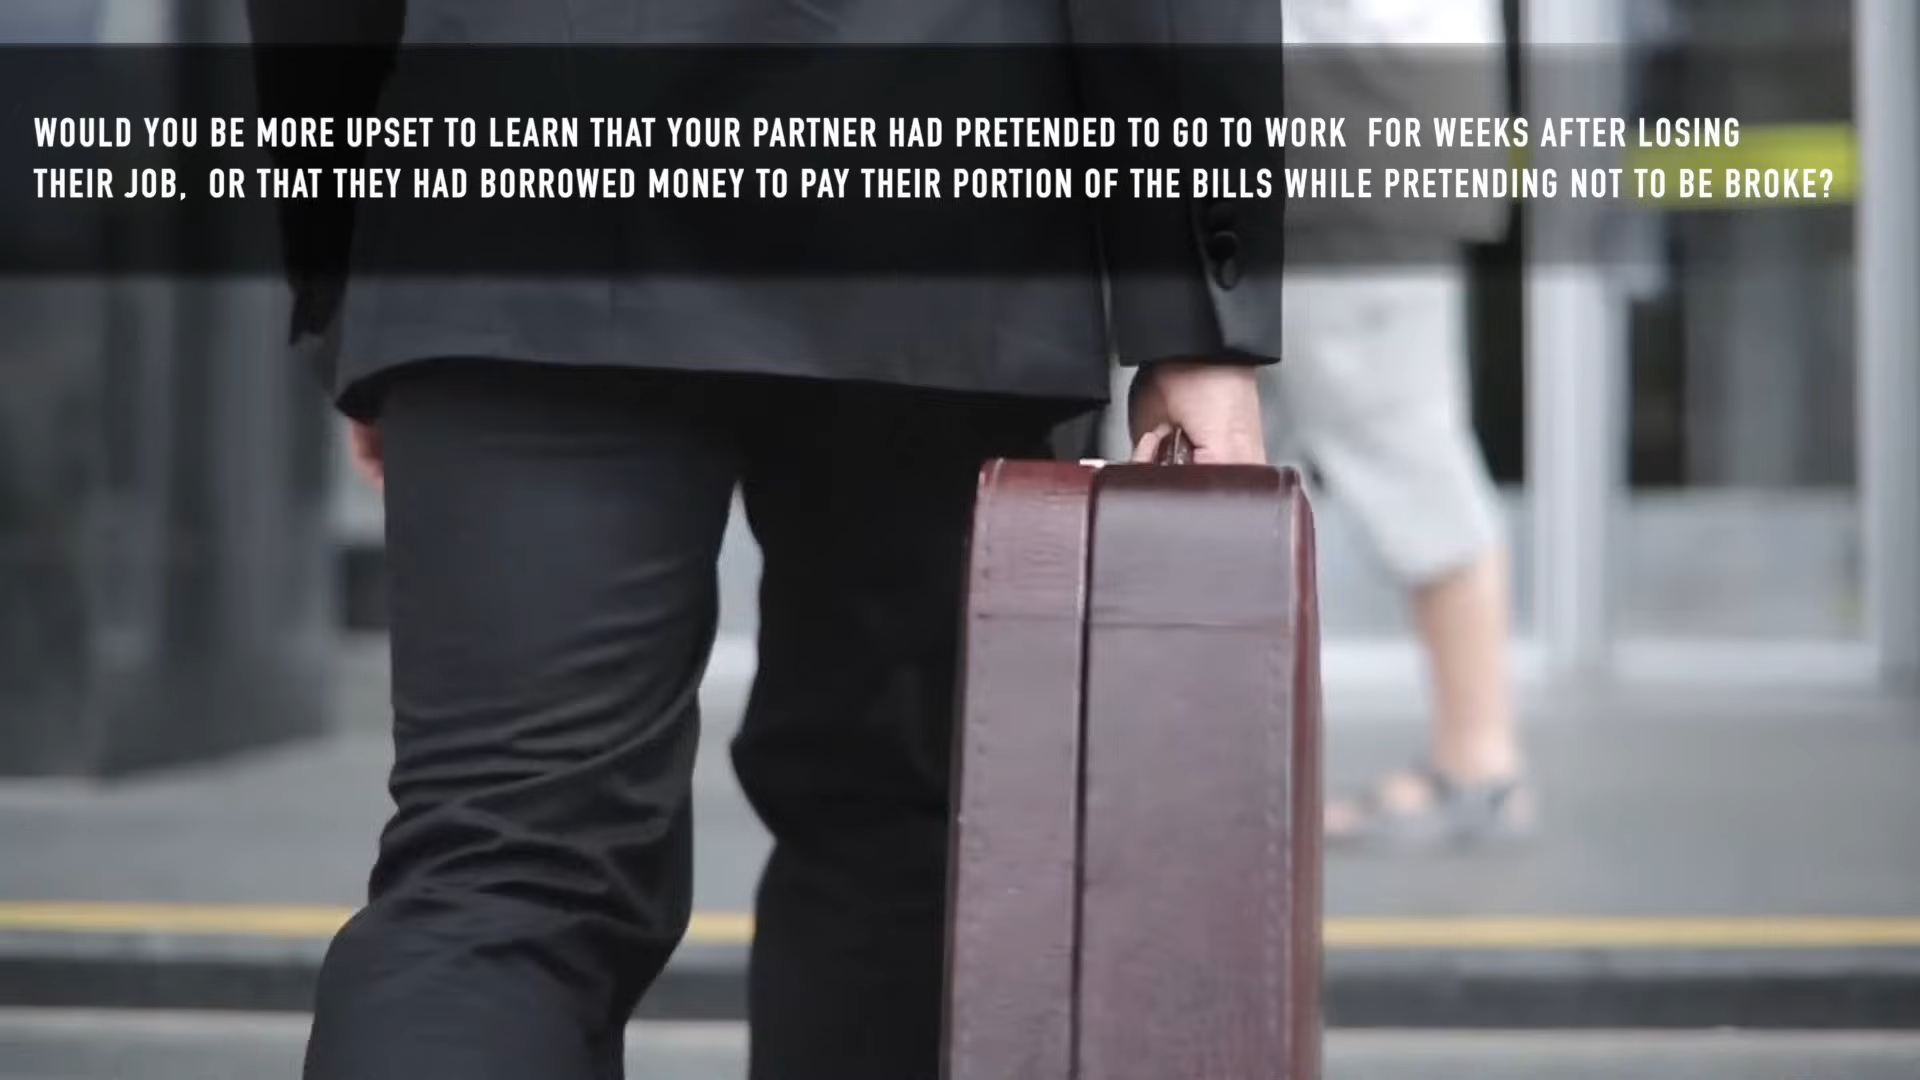 WOULD YOU BE MORE UPSET TO LEARN THAT YOUR PARTNER HAD PRETENDED TO GO TO WORK  FOR WEEKS AFTER LOSING
THEIR JOB,  OR THAT THEY HAD BORROWED MONEY TO PAY THEIR PORTION OF THE BILLS WHILE PRETENDING NOT TO BE BROKE?